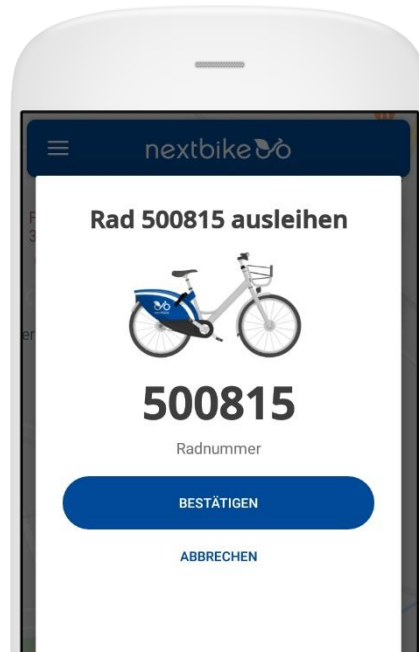 nextbike
Rad 500815 ausleihen
500815
Radnummer
BESTÄTIGEN
ABBRECHEN